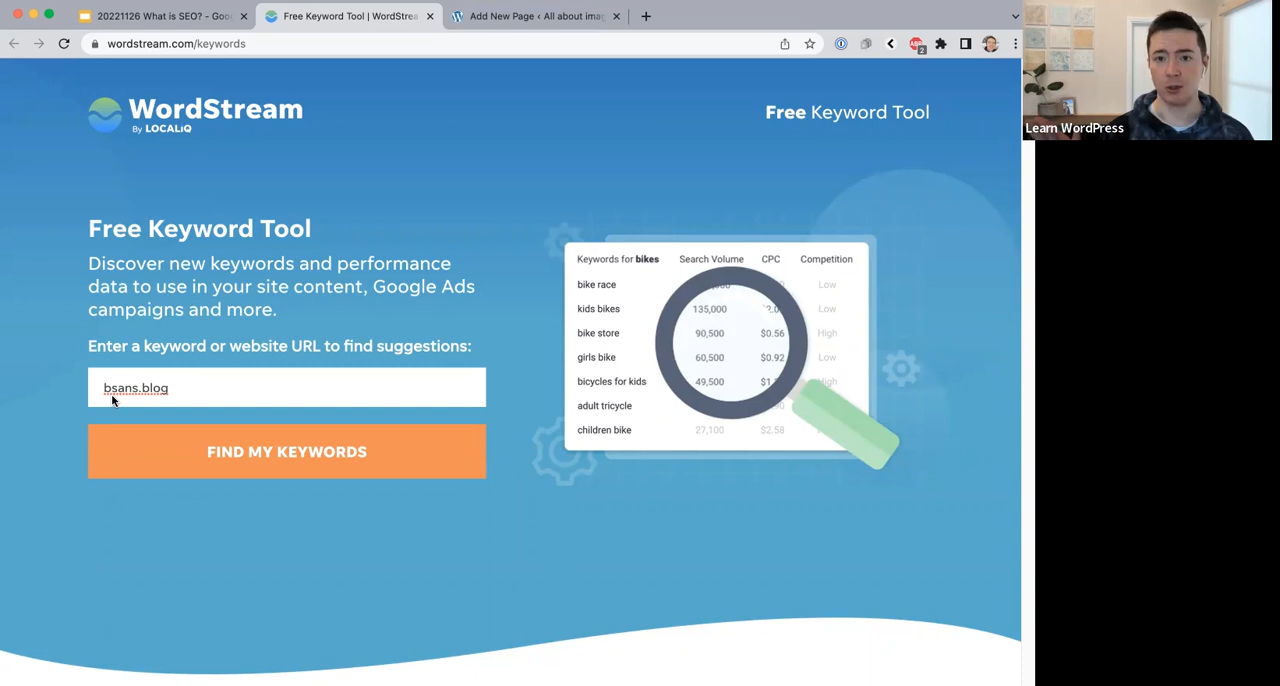 20221126 What is SEO? - Goo
Free Keyword Tool | WordStrea
Add New Page ‹ All about imag
wordstream.com/keywords
2
Learn WordPress
WordStream
By LOCALiQ
Free Keyword Tool
Free Keyword Tool
Discover new keywords and performance
data to use in your site content, Google Ads
campaigns and more.
Enter a keyword or website URL to find suggestions:
bsans.blog
FIND MY KEYWORDS
Keywords for bikes Search Volume CPC Competition
bike race Low
kids bikes 135,000 Low
bike store 90,500 $0.56 High
girls bike 60,500 $0.92 Low
bicycles for kids 49,500 High
adult tricycle
children bike 27,100 $2.58 Low